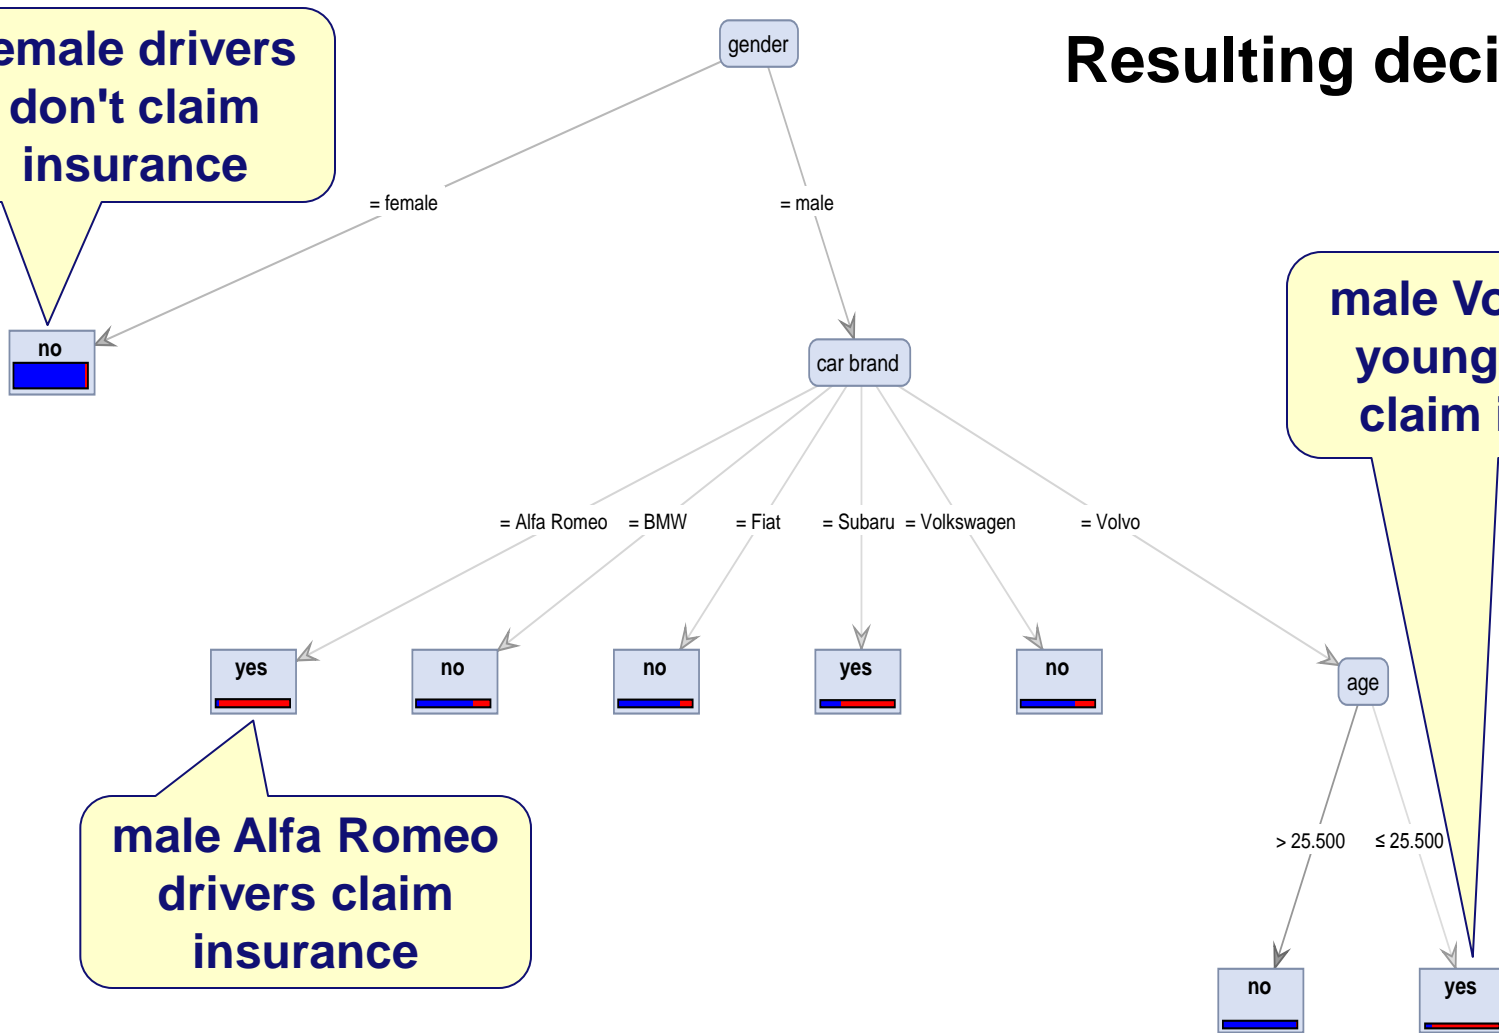 emale drivers
don't claim
insurance
gender
Resulting deci
= female
= male
no
car brand
male Vo
young
claim i
= Alfa Romeo
= BMW
= Fiat
= Subaru
= Volkswagen
= Volvo
yes
no
no
yes
no
age
male Alfa Romeo
drivers claim
insurance
> 25.500
≤ 25.500
no
yes